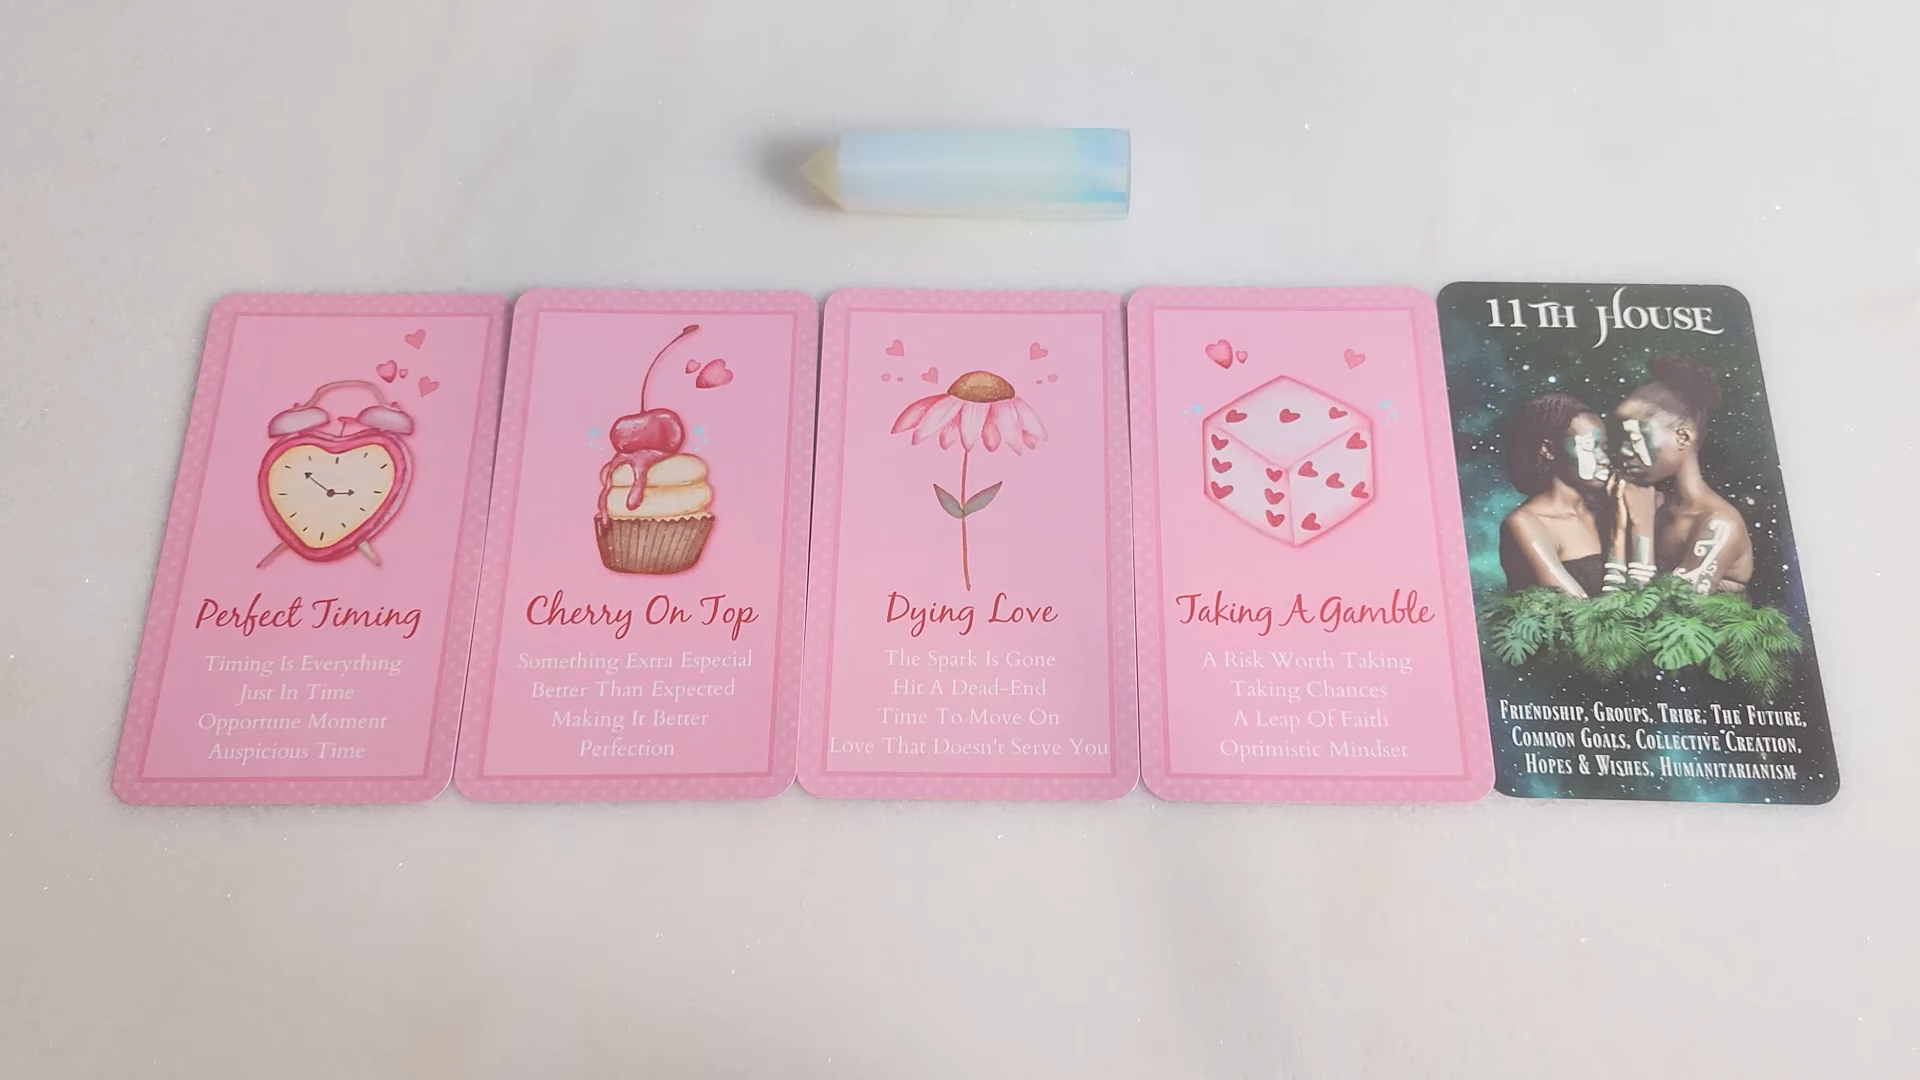 Perfect Timing
Timing Is Everything
Just In Time
Opportune Moment
Auspicious Time
Cherry On Top
Something Extra Especial
Better Than Expected
Making It Better
Perfection
Dying Love
The Spark Is Gone
Hit A Dead-End
Time To Move On
Love That Doesn't Serve You
Taking A Gamble
A Risk Worth Taking
Taking Chances
A Leap Of Faith
Optimistic Mindset
11TH HOUSE
FRIENDSHIP, GROUPS, TRIBE, THE FUTURE,
COMMON GOALS, COLLECTIVE CREATION,
HOPES & WISHES, HUMANITARIANISM